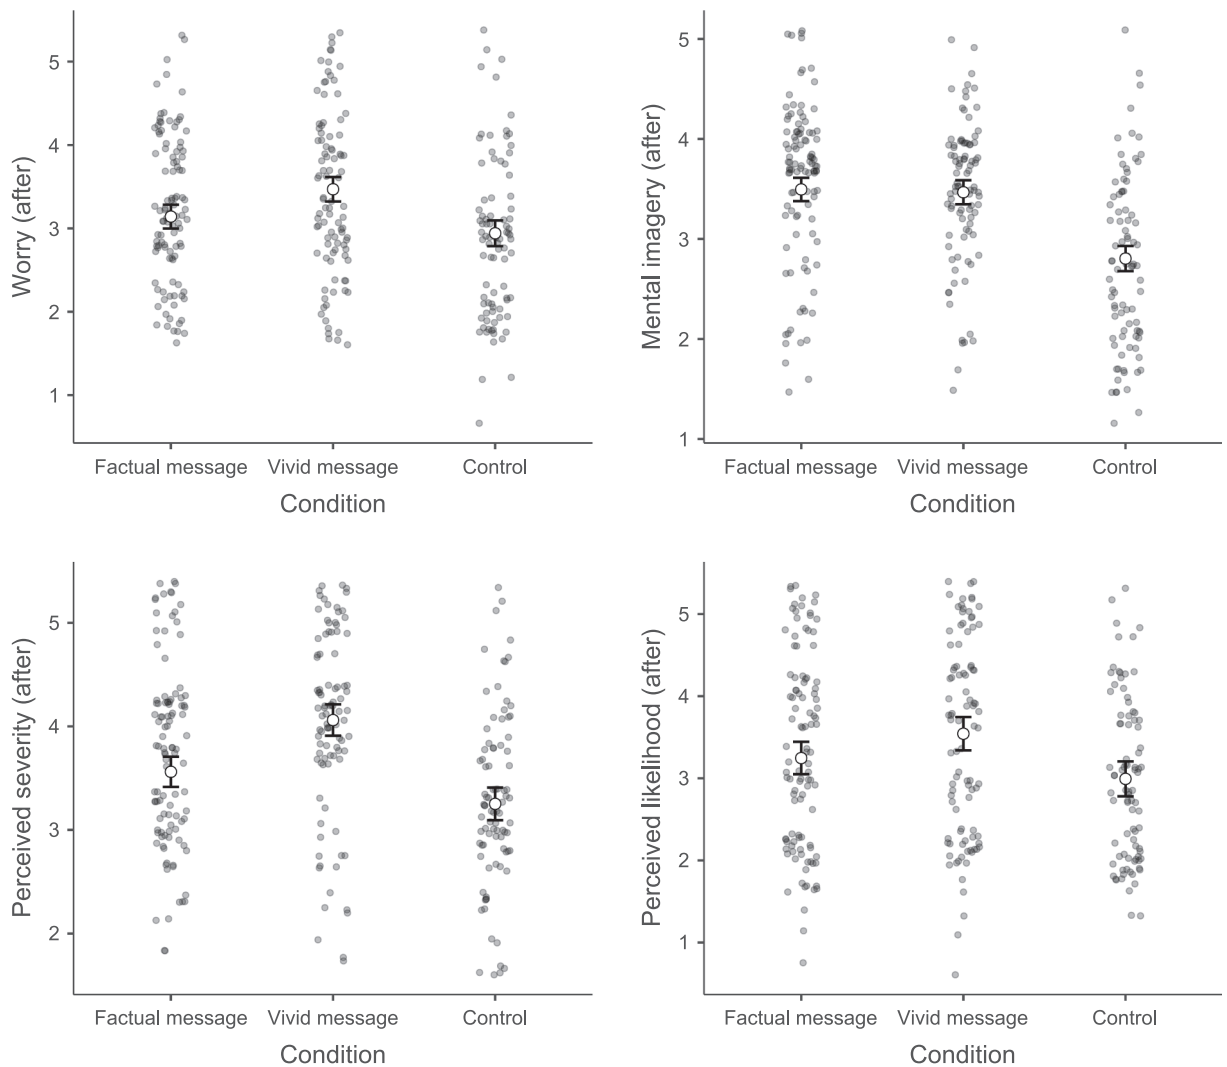 Worry (after)
5
4
3
2
1
Factual message Vivid message Control
Condition
Mental imagery (after)
5
4
3
2
1
Factual message Vivid message Control
Condition
Perceived severity (after)
5
4
3
2
Factual message Vivid message Control
Condition
Perceived likelihood (after)
5
4
3
2
1
Factual message Vivid message Control
Condition